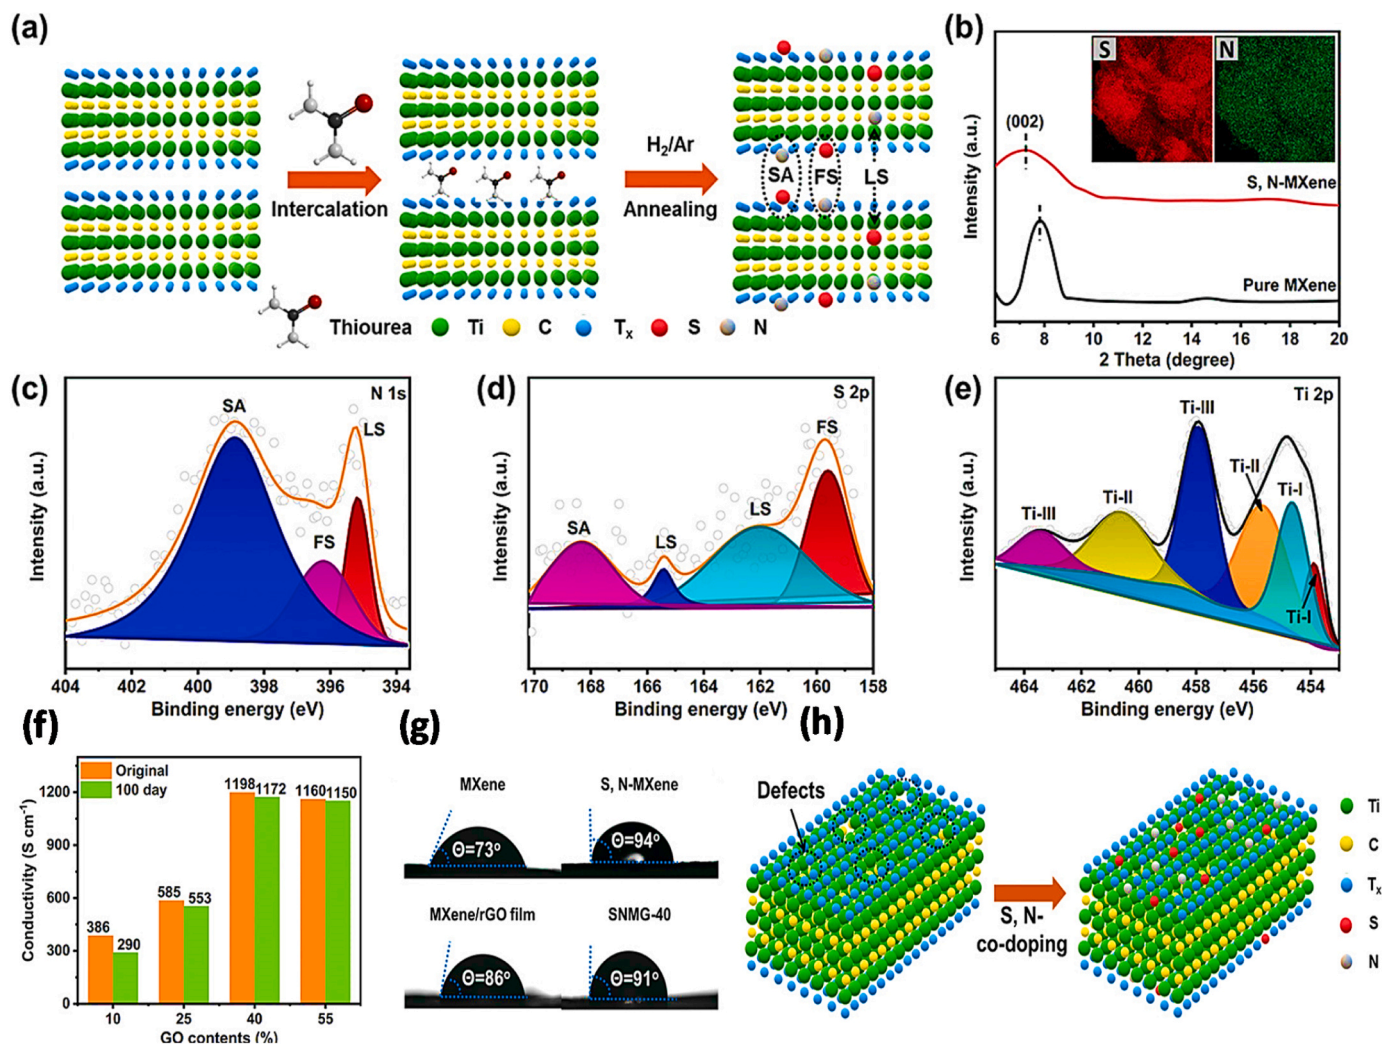 (a)
Intercalation
H2/Ar
Annealing
SA
FS
LS
Thiourea
Ti
C
Tx
S
N
(b)
Intensity (a.u.)
(002)
S
N
S, N-MXene
Pure MXene
6 8 10 12 14 16 18 20
2 Theta (degree)
(c)
N 1s
Intensity (a.u.)
SA
FS
LS
404 402 400 398 396 394
Binding energy (eV)
(d)
S 2p
Intensity (a.u.)
SA
LS
LS
FS
170 168 166 164 162 160 158
Binding energy (eV)
(e)
Ti 2p
Intensity (a.u.)
Ti-III
Ti-II
Ti-III
Ti-II
Ti-I
Ti-I
464 462 460 458 456 454
Binding energy (eV)
(f)
Original
100 day
Conductivity (S cm-1)
1200
900
600
300
0
386
290
585
553
1198
1172
1160
1150
10 25 40 55
GO contents (%)
(g)
MXene
Θ=73°
S, N-MXene
Θ=94°
MXene/rGO film
Θ=86°
SNMG-40
Θ=91°
(h)
Defects
S, N-
co-doping
Ti
C
Tx
S
N